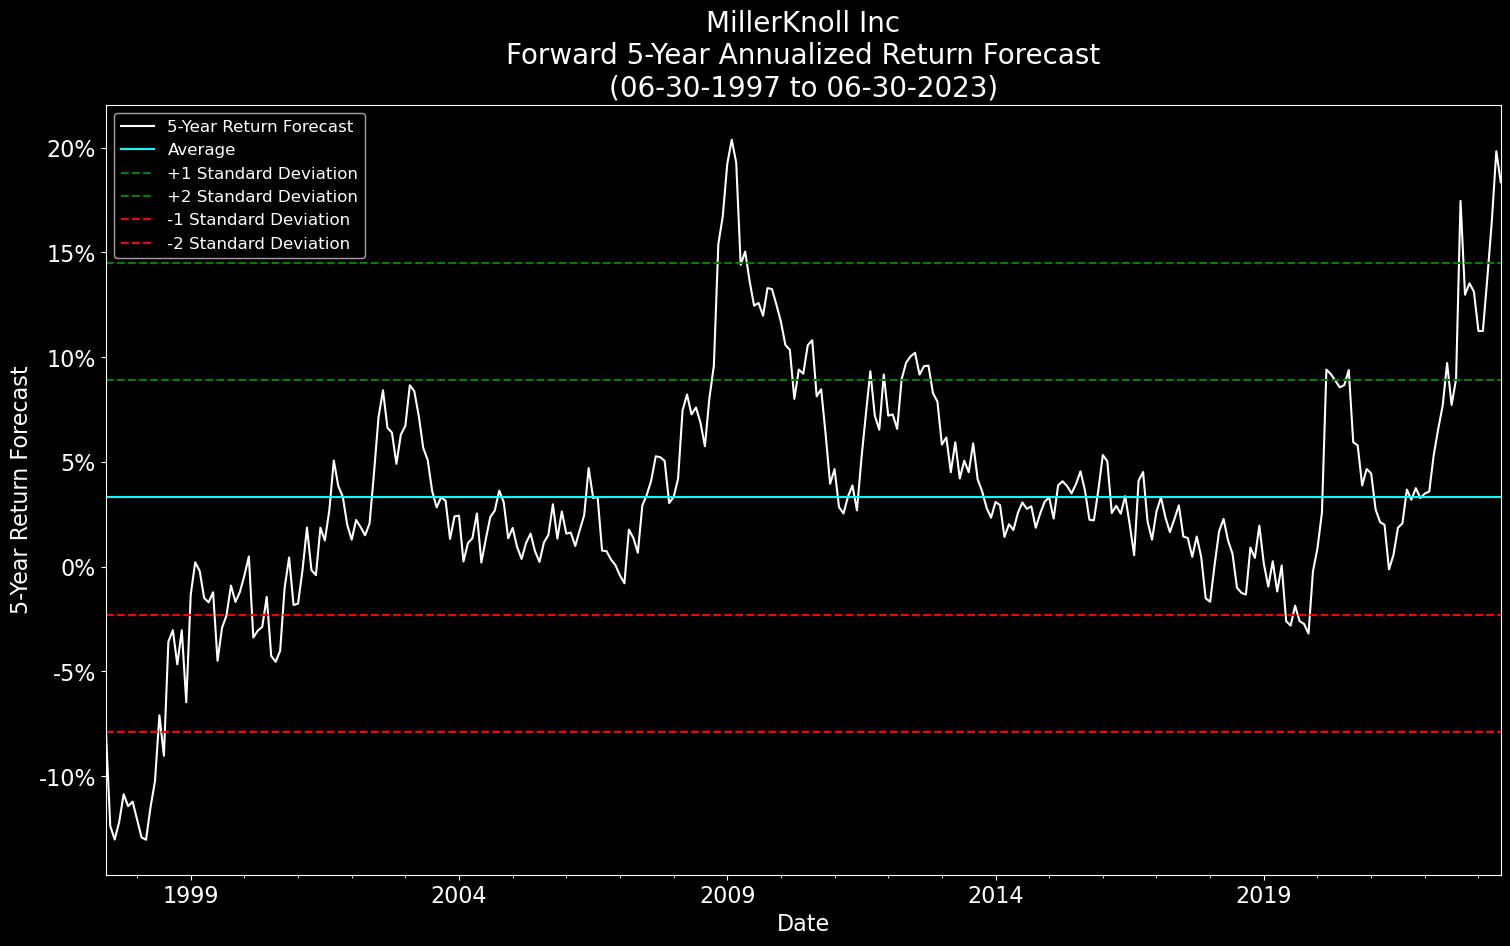 MillerKnoll Inc
Forward 5-Year Annualized Return Forecast
(06-30-1997 to 06-30-2023)
5-Year Return Forecast
Average
+1 Standard Deviation
+2 Standard Deviation
-1 Standard Deviation
-2 Standard Deviation
20%
15%
10%
5%
0%
-5%
-10%
5-Year Return Forecast
1999 2004 2009 2014 2019
Date